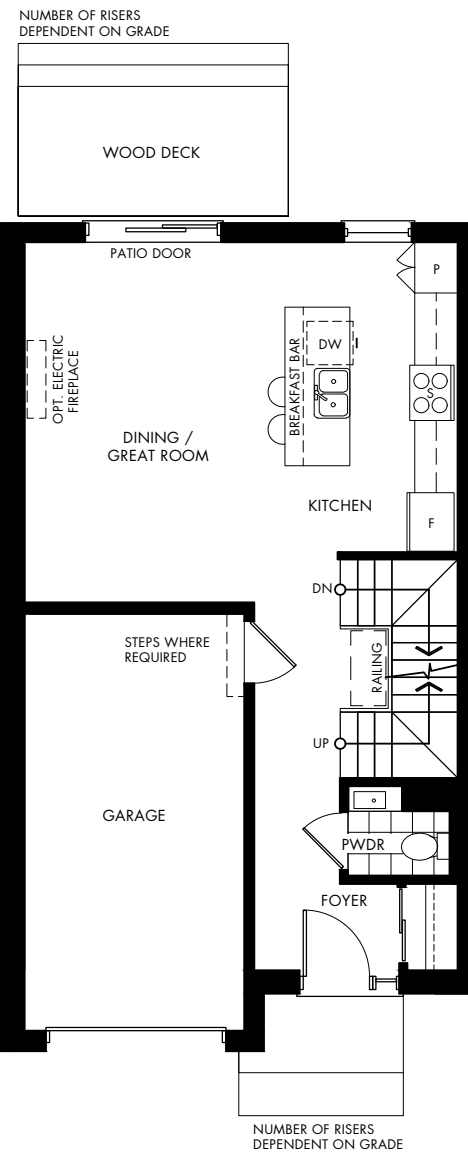 NUMBER OF RISERS
DEPENDENT ON GRADE
WOOD DECK
PATIO DOOR
P
OPT. ELECTRIC
FIREPLACE
BREAKFAST BAR
DW
S
DINING /
GREAT ROOM
KITCHEN
F
DN
STEPS WHERE
REQUIRED
RAILING
UP
GARAGE
PWDR
FOYER
NUMBER OF RISERS
DEPENDENT ON GRADE